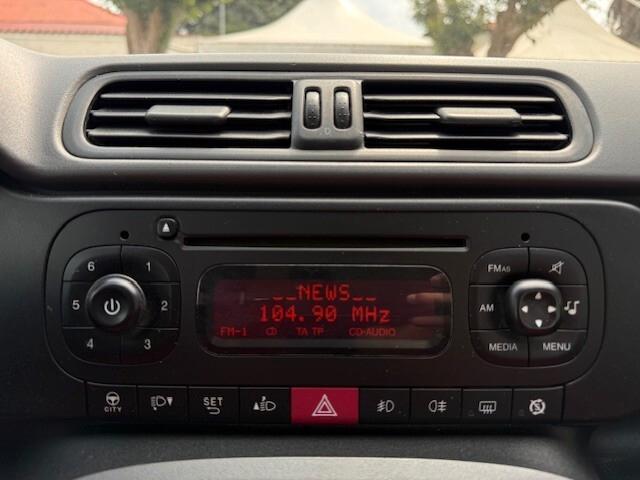 __NEWS__
104.90 MHz
FM-1 TA TP CD-AUDIO
6 1
5 2
4 3
FMAS
AM
MEDIA MENU
CITY SET